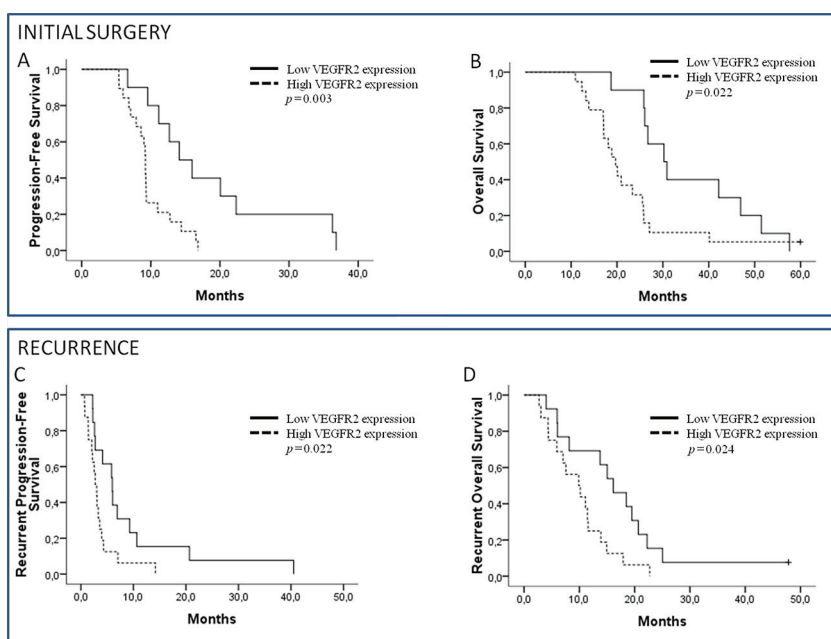 INITIAL SURGERY
A
Progression-Free Survival
1,0
0,8
0,6
0,4
0,2
0,0
0,0 10,0 20,0 30,0 40,0
Months
Low VEGFR2 expression
High VEGFR2 expression
p=0.003
B
Overall Survival
1,0
0,8
0,6
0,4
0,2
0,0
0,0 10,0 20,0 30,0 40,0 50,0 60,0
Months
Low VEGFR2 expression
High VEGFR2 expression
p=0.022
RECURRENCE
C
Recurrent Progression-Free
Survival
1,0
0,8
0,6
0,4
0,2
0,0
0,0 10,0 20,0 30,0 40,0 50,0
Months
Low VEGFR2 expression
High VEGFR2 expression
p=0.022
D
Recurrent Overall Survival
1,0
0,8
0,6
0,4
0,2
0,0
0,0 10,0 20,0 30,0 40,0 50,0
Months
Low VEGFR2 expression
High VEGFR2 expression
p=0.024